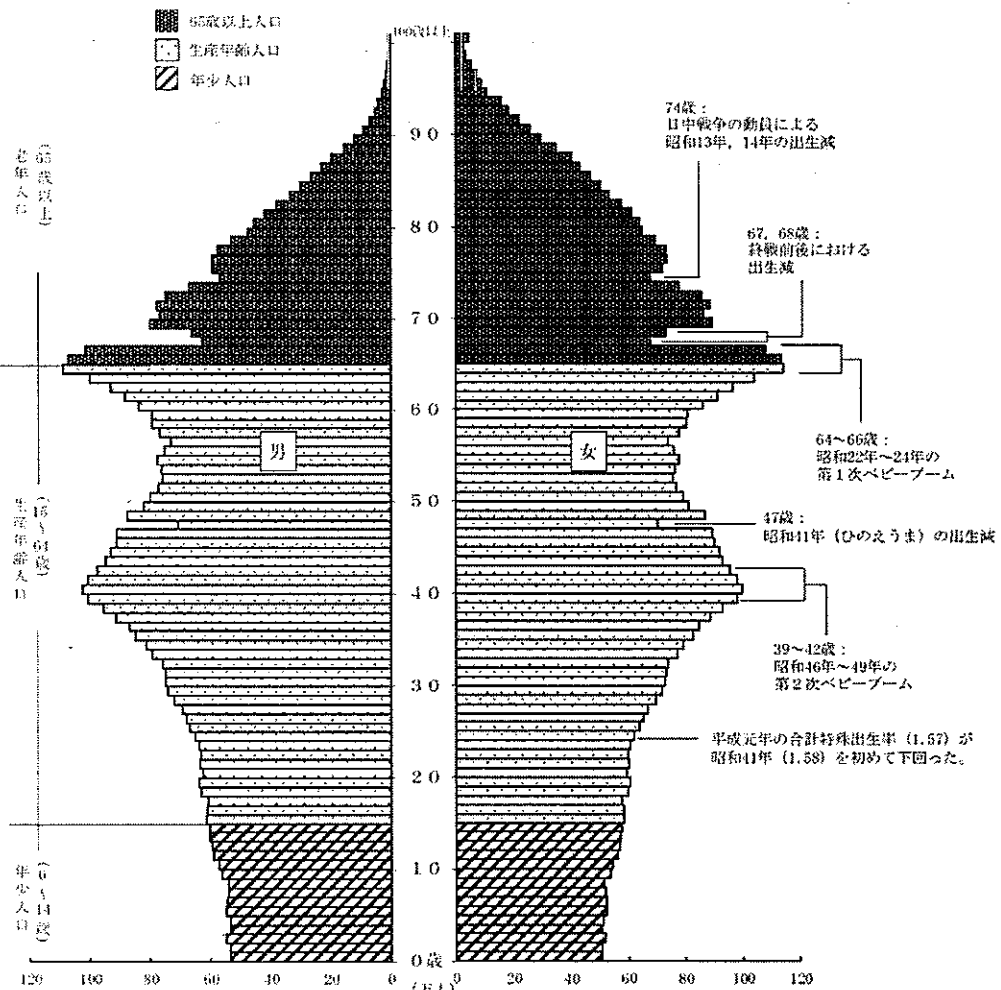 65歳以上人口
生産年齢人口
年少人口
100歳以上
90
80
70
60
50
40
30
20
10
0歳
老年人口
(65歳以上)
生産年齢人口
(15~64歳)
年少人口
(0~14歳)
男
女
74歳:
日中戦争の動員による
昭和13年,14年の出生減
67,68歳:
終戦前後における
出生減
64~66歳:
昭和22年~24年の
第1次ベビーブーム
47歳:
昭和41年(ひのえうま)の出生減
39~42歳:
昭和46年~49年の
第2次ベビーブーム
平成元年の合計特殊出生率(1.57)が
昭和41年(1.58)を初めて下回った。
120 100 80 60 40 20 0
(万人)
0 20 40 60 80 100 120